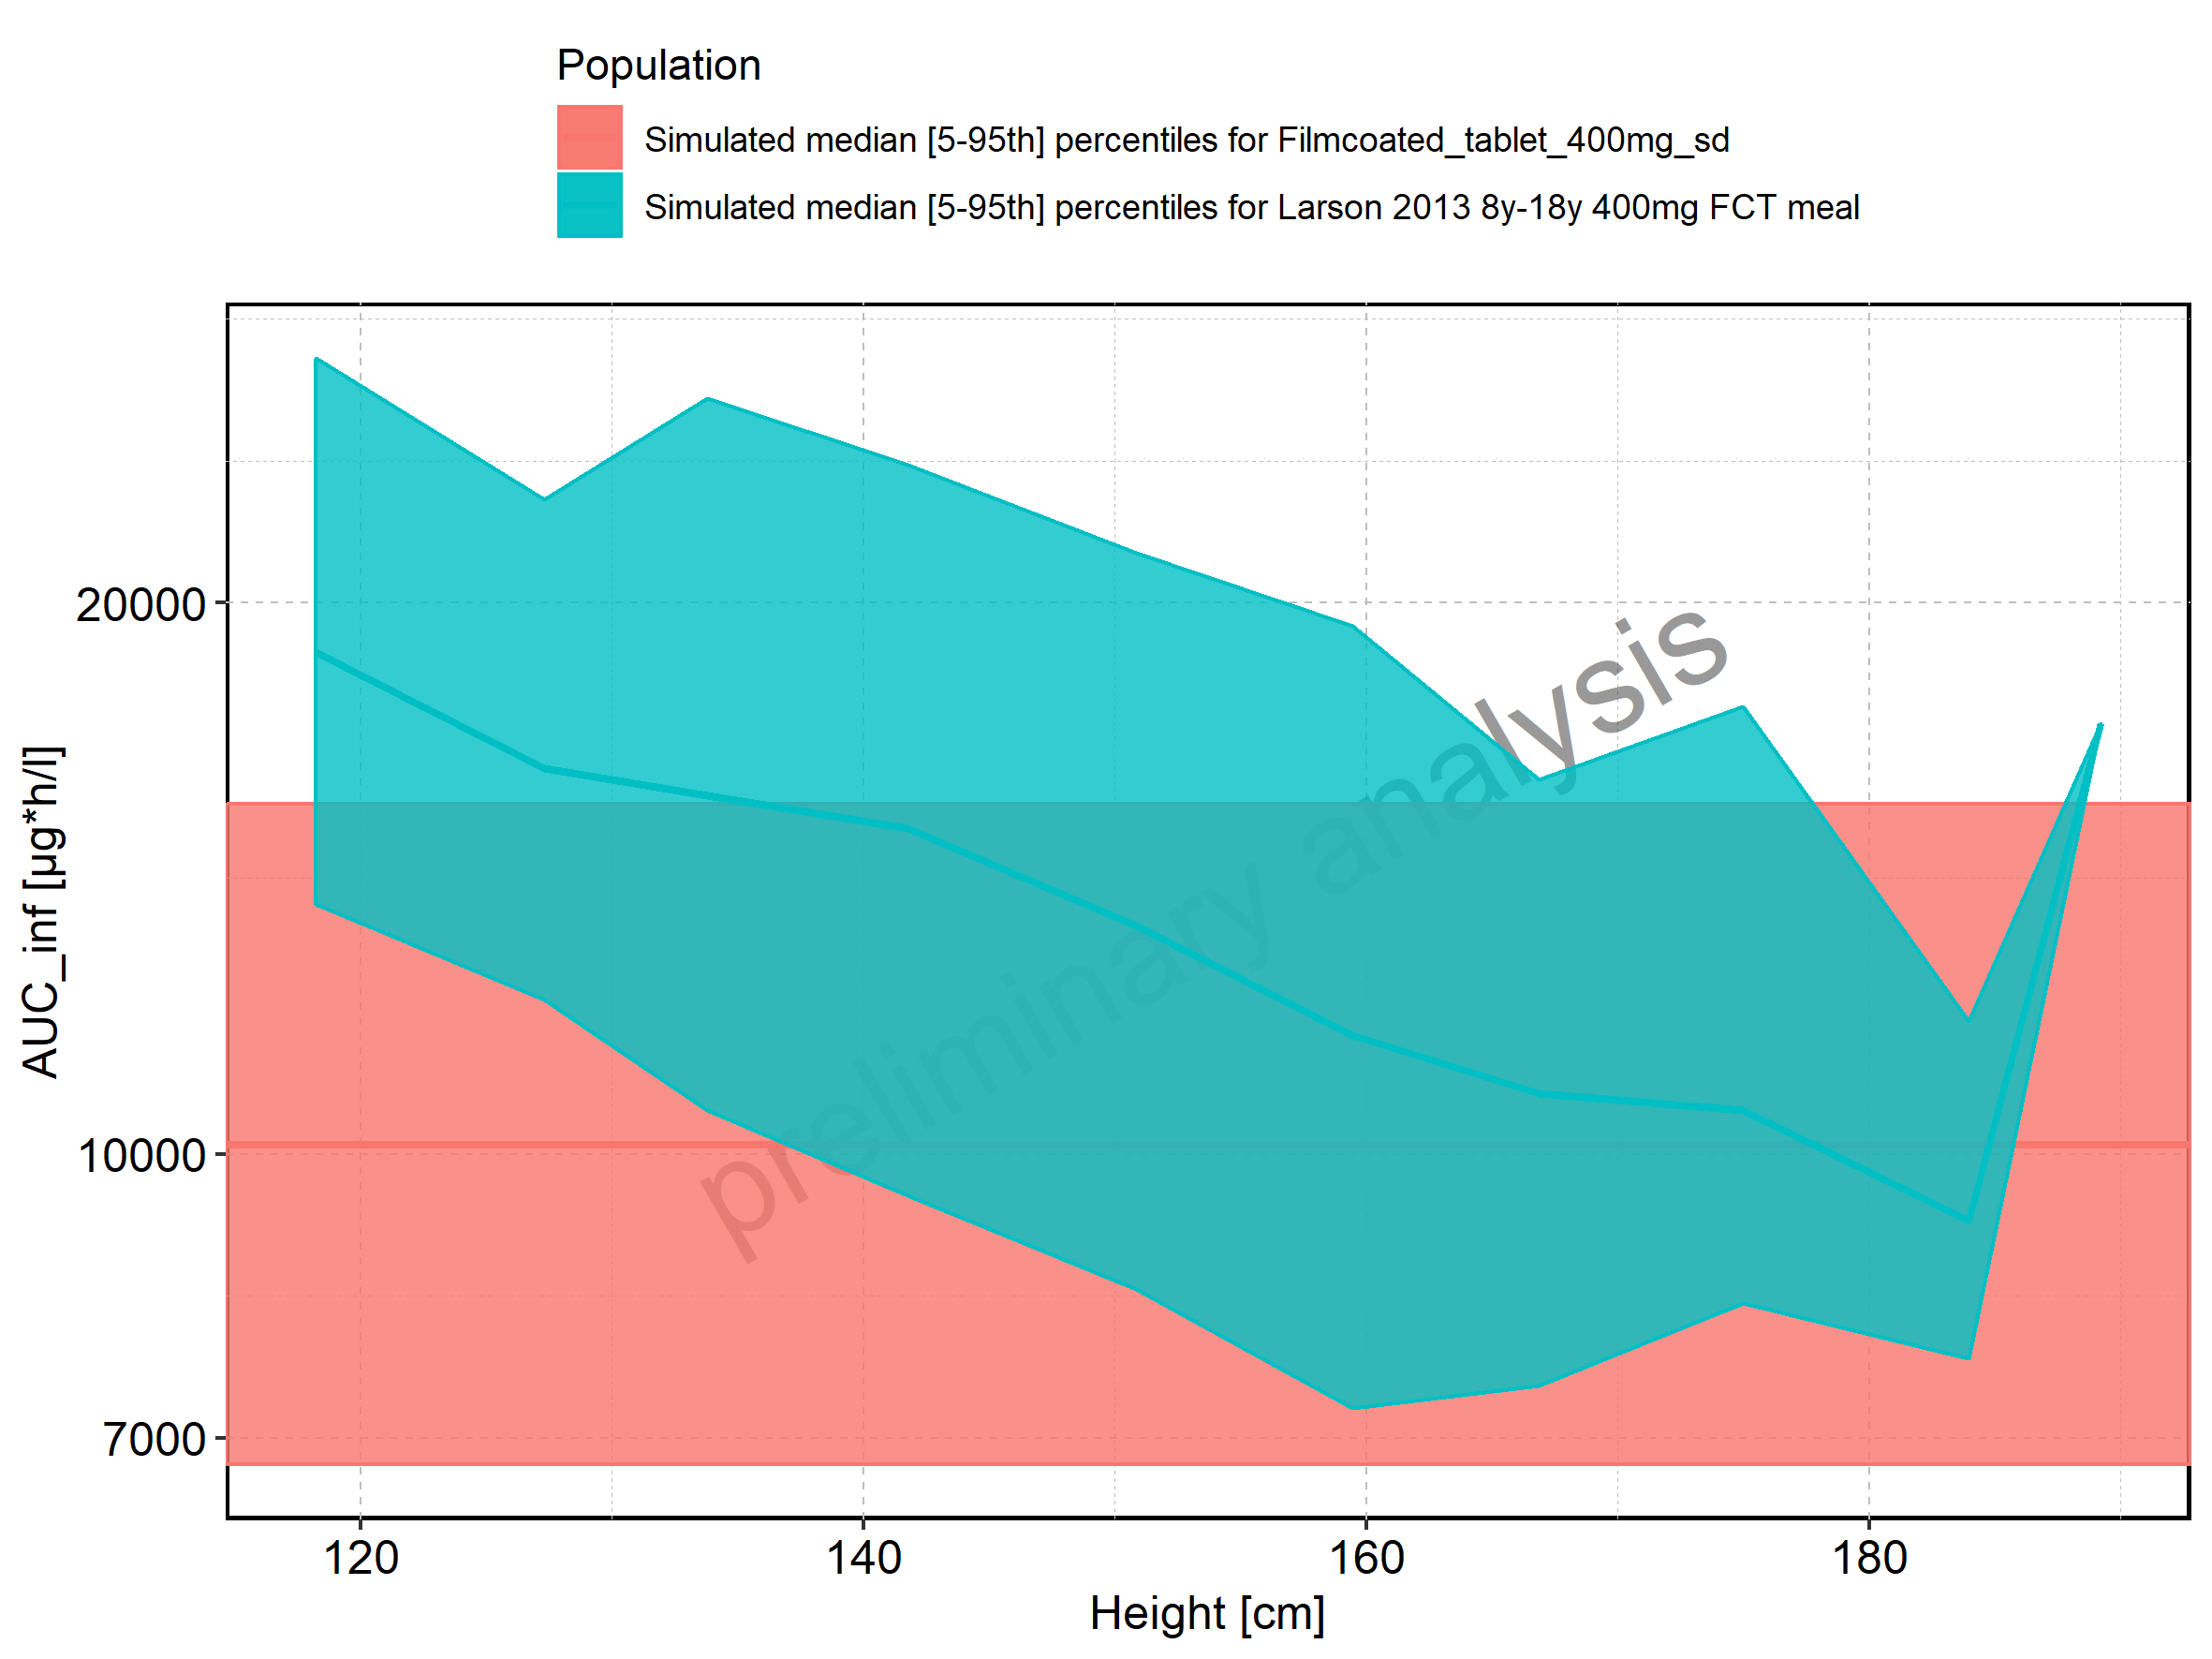 Population
Simulated median [5-95th] percentiles for Filmcoated_tablet_400mg_sd
Simulated median [5-95th] percentiles for Larson 2013 8y-18y 400mg FCT meal
AUC_inf [µg*h/l]
20000
10000
7000
preliminary analysis
120 140 160 180
Height [cm]